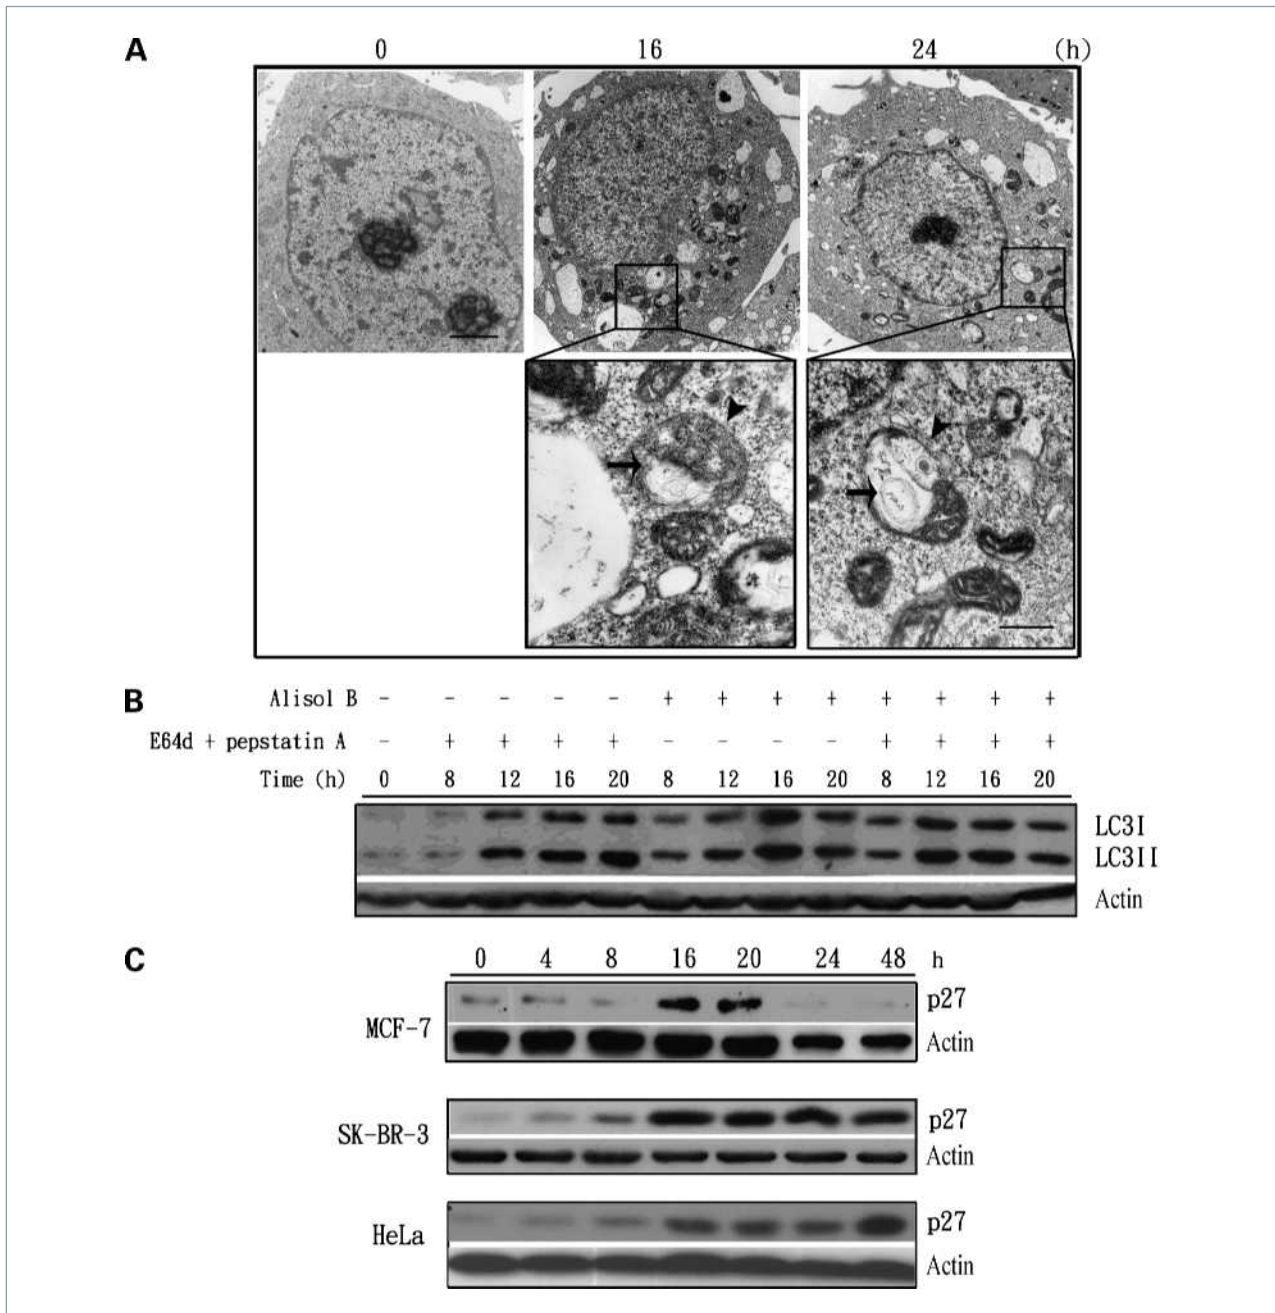 A
0 16 24 (h)
B
Alisol B - - - - - + + + + + + + +
E64d + pepstatin A - + + + + - - - - + + + +
Time (h) 0 8 12 16 20 8 12 16 20 8 12 16 20
LC3I
LC3II
Actin
C
0 4 8 16 20 24 48 h
p27
MCF-7
Actin
p27
SK-BR-3
Actin
p27
HeLa
Actin